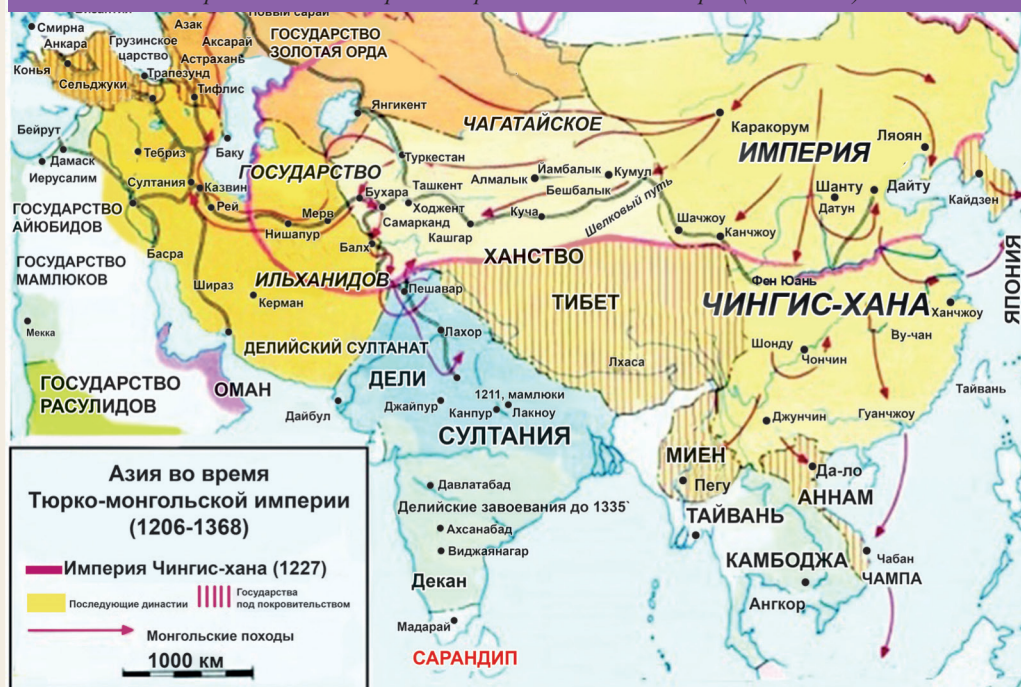 Новый сарай
Азак
Смирна
Анкара
Грузинское
царство
Аксарай
Астрахань
ГОСУДАРСТВО
ЗОЛОТАЯ ОРДА
Конья
Сельджуки
Трапезунд
Тифлис
Янгикент
ЧАГАТАЙСКОЕ
Каракорум
Ляоян
ИМПЕРИЯ
Бейрут
Дамаск
Иерусалим
Тебриз
Баку
ГОСУДАРСТВО
Туркестан
Султания
Казвин
Рей
Бухара
Ташкент
Алмалык
Йамбалык
Кумул
Бешбалык
Шелковый путь
Шанту
Дайту
Датун
Кайдзен
ГОСУДАРСТВО
АЙЮБИДОВ
Мерв
Нишапур
Ходжент
Самарканд
Кашгар
Куча
Шачжоу
Канчжоу
Балх
ХАНСТВО
ЯПОНИЯ
Басра
ГОСУДАРСТВО
МАМЛЮКОВ
Шираз
ИЛЬХАНИДОВ
Керман
Пешавар
ТИБЕТ
Фен Юань
ЧИНГИС-ХАНА
Ханчжоу
Мекка
Лахор
Ву-чан
ДЕЛИЙСКИЙ СУЛТАНАТ
Шонду
Чончин
Лхаса
ГОСУДАРСТВО
РАСУЛИДОВ
ОМАН
ДЕЛИ
Тайвань
Дайбул
Джайпур
1211, мамлюки
Канпур
Лакноу
Джунчин
Гуанчжоу
СУЛТАНИЯ
МИЕН
Пегу
Да-ло
АННАМ
Давлатабад
Делийские завоевания до 1335`
ТАЙВАНЬ
Ахсанабад
Виджаянагар
КАМБОДЖА
Чабан
ЧАМПА
Декан
Ангкор
Мадарай
САРАНДИП
Азия во время
Тюрко-монгольской империи
(1206-1368)
Империя Чингис-хана (1227)
Последующие династии
Государства
под покровительством
Монгольские походы
1000 км